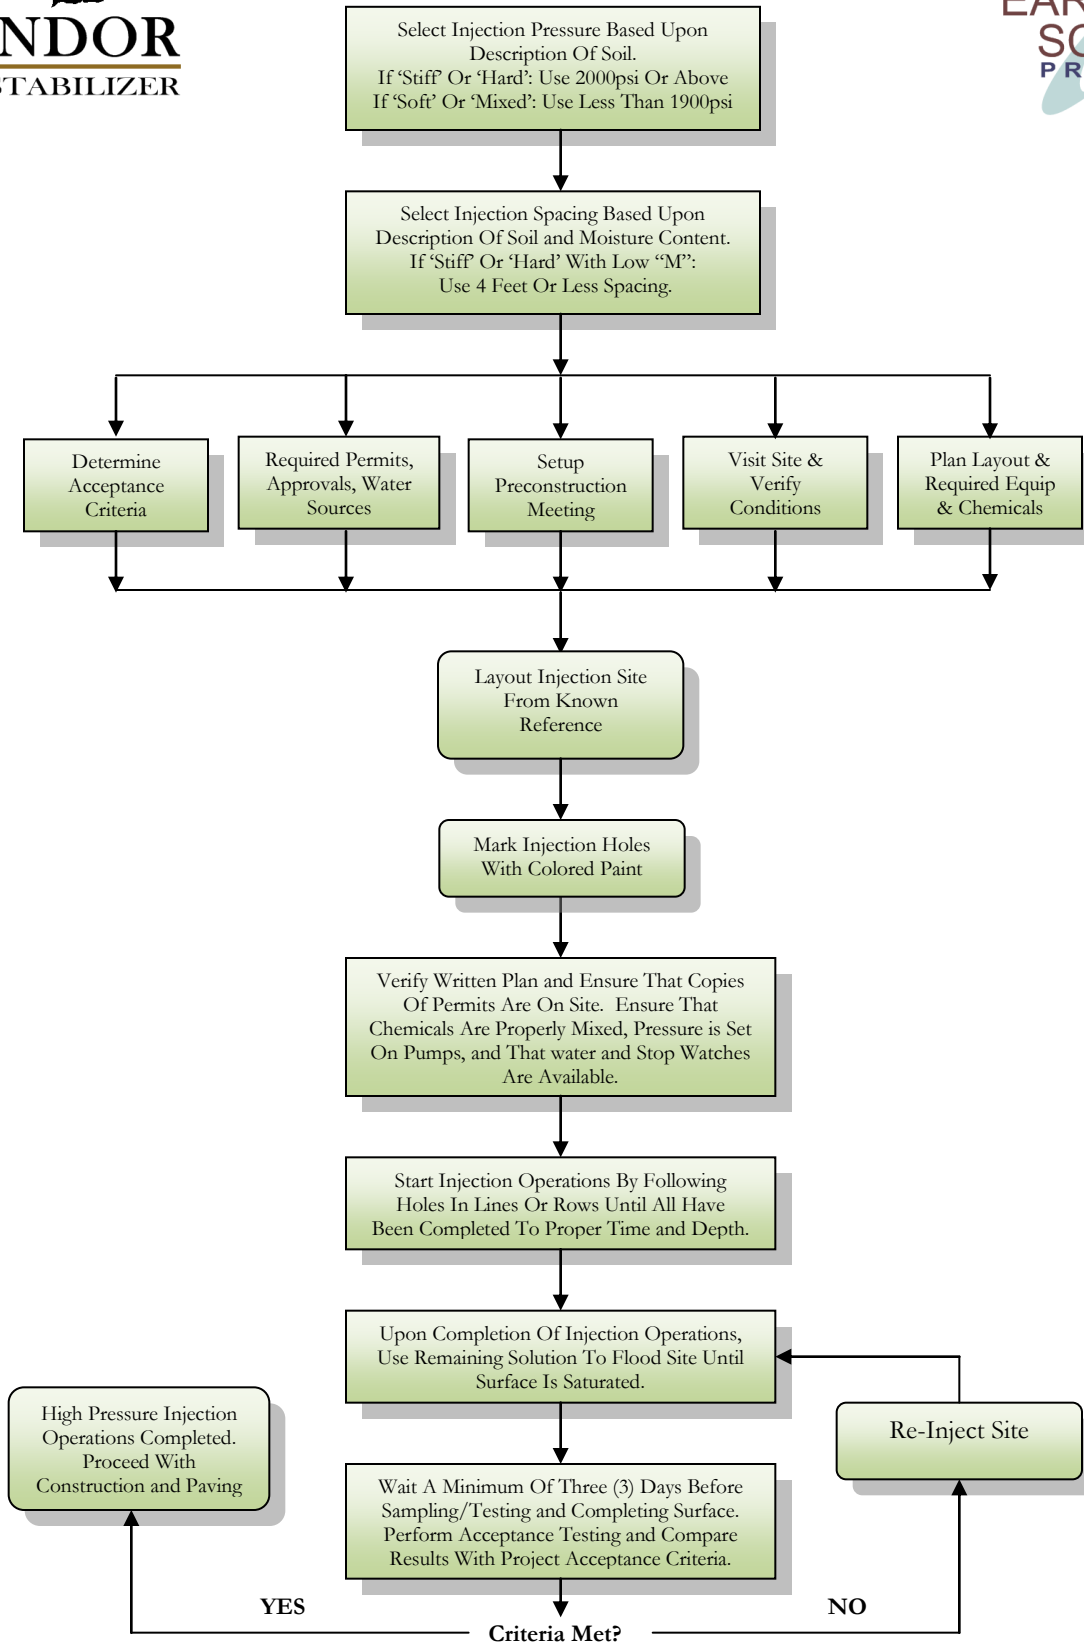 NDOR
STABILIZER
EAR
SO
PR
Select Injection Pressure Based Upon
Description Of Soil.
If ‘Stiff’ Or ‘Hard’: Use 2000psi Or Above
If ‘Soft’ Or ‘Mixed’: Use Less Than 1900psi
Select Injection Spacing Based Upon
Description Of Soil and Moisture Content.
If ‘Stiff’ Or ‘Hard’ With Low “M”:
Use 4 Feet Or Less Spacing.
Determine
Acceptance
Criteria
Required Permits,
Approvals, Water
Sources
Setup
Preconstruction
Meeting
Visit Site &
Verify
Conditions
Plan Layout &
Required Equip
& Chemicals
Layout Injection Site
From Known
Reference
Mark Injection Holes
With Colored Paint
Verify Written Plan and Ensure That Copies
Of Permits Are On Site.  Ensure That
Chemicals Are Properly Mixed, Pressure is Set
On Pumps, and That water and Stop Watches
Are Available.
Start Injection Operations By Following
Holes In Lines Or Rows Until All Have
Been Completed To Proper Time and Depth.
Upon Completion Of Injection Operations,
Use Remaining Solution To Flood Site Until
Surface Is Saturated.
High Pressure Injection
Operations Completed.
Proceed With
Construction and Paving
Re-Inject Site
Wait A Minimum Of Three (3) Days Before
Sampling/Testing and Completing Surface.
Perform Acceptance Testing and Compare
Results With Project Acceptance Criteria.
YES
NO
Criteria Met?